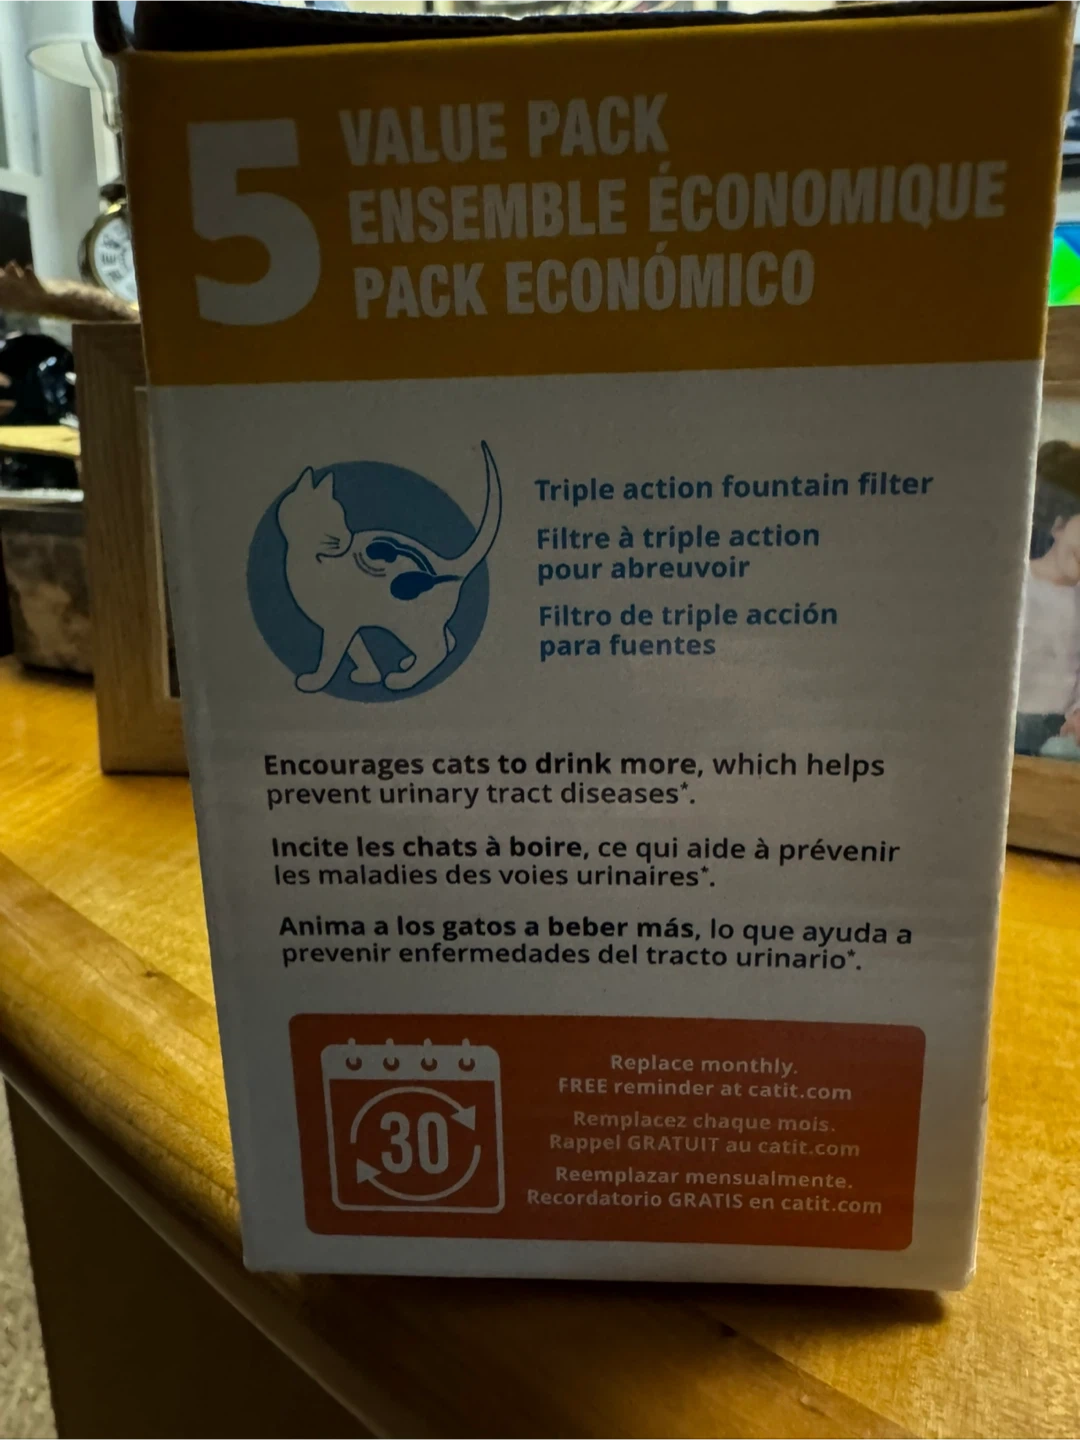 5
VALUE PACK
ENSEMBLE ÉCONOMIQUE
PACK ECONÓMICO
Triple action fountain filter
Filtre à triple action
pour abreuvoir
Filtro de triple acción
para fuentes
Encourages cats to drink more, which helps
prevent urinary tract diseases*.
Incite les chats à boire, ce qui aide à prévenir
les maladies des voies urinaires*.
Anima a los gatos a beber más, lo que ayuda a
prevenir enfermedades del tracto urinario*.
30
Replace monthly.
FREE reminder at catit.com
Remplacez chaque mois.
Rappel GRATUIT au catit.com
Reemplazar mensualmente.
Recordatorio GRATIS en catit.com